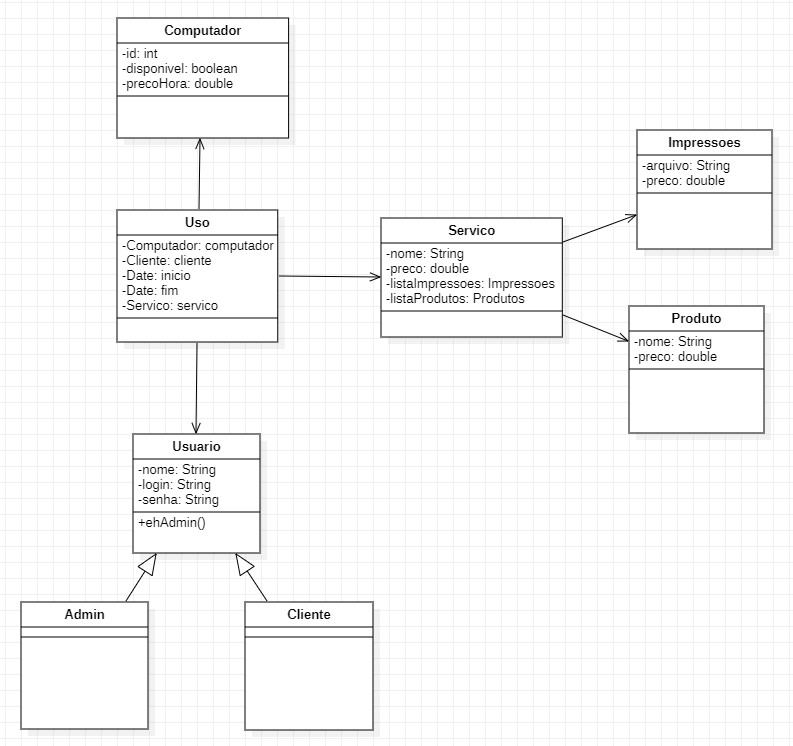 Computador
-id: int
-disponivel: boolean
-precoHora: double
Impressoes
-arquivo: String
-preco: double
Uso
-Computador: computador
-Cliente: cliente
-Date: inicio
-Date: fim
-Servico: servico
Servico
-nome: String
-preco: double
-listaImpressoes: Impressoes
-listaProdutos: Produtos
Produto
-nome: String
-preco: double
Usuario
-nome: String
-login: String
-senha: String
+ehAdmin()
Admin
Cliente